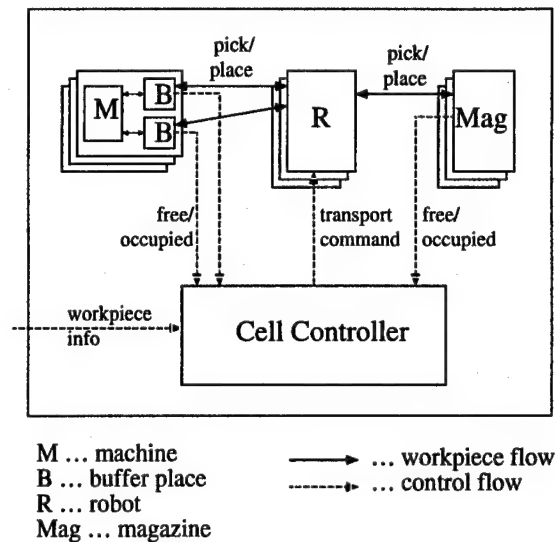 pick/
place
pick/
place
M
B
B
R
Mag
free/
occupied
transport
command
free/
occupied
workpiece
info
Cell Controller
M ... machine
B ... buffer place
R ... robot
Mag ... magazine
... workpiece flow
... control flow